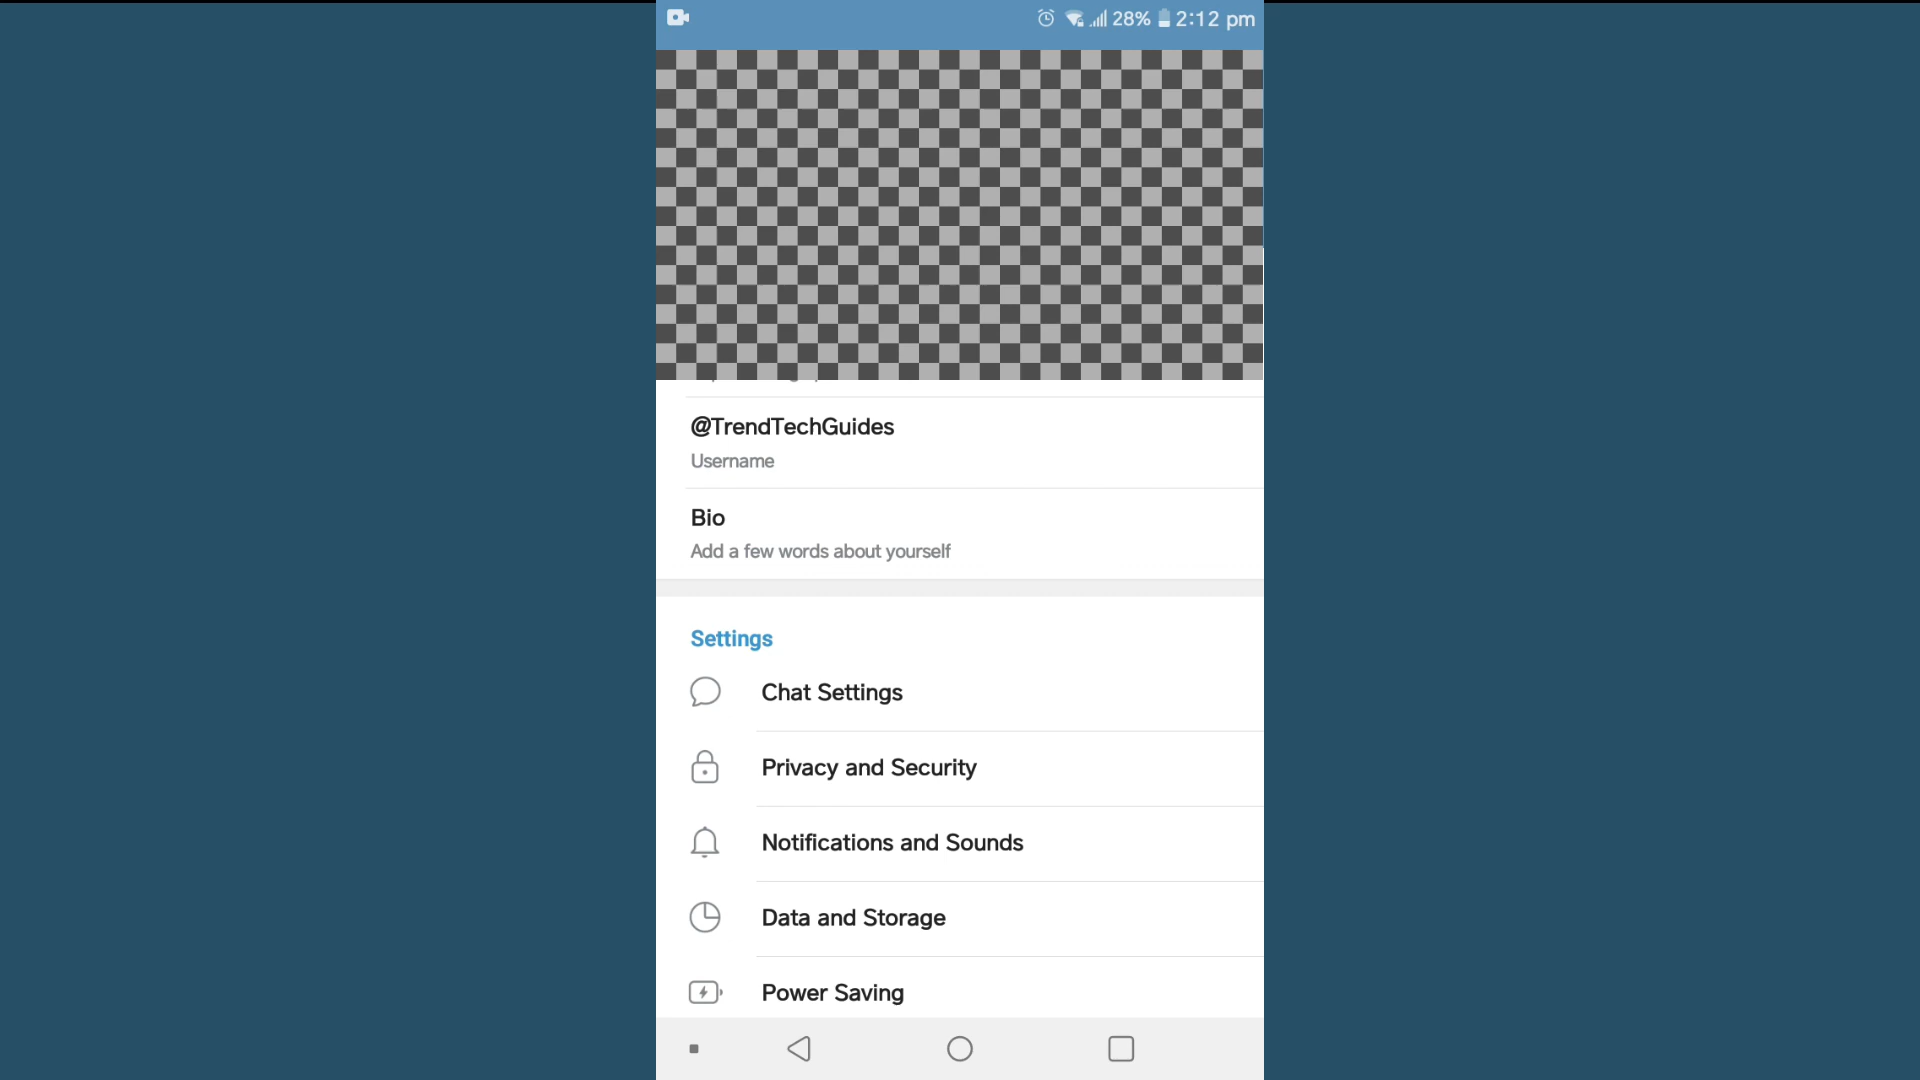 28% 2:12 pm
@TrendTechGuides
Username
Bio
Add a few words about yourself
Settings
Chat Settings
Privacy and Security
Notifications and Sounds
Data and Storage
Power Saving